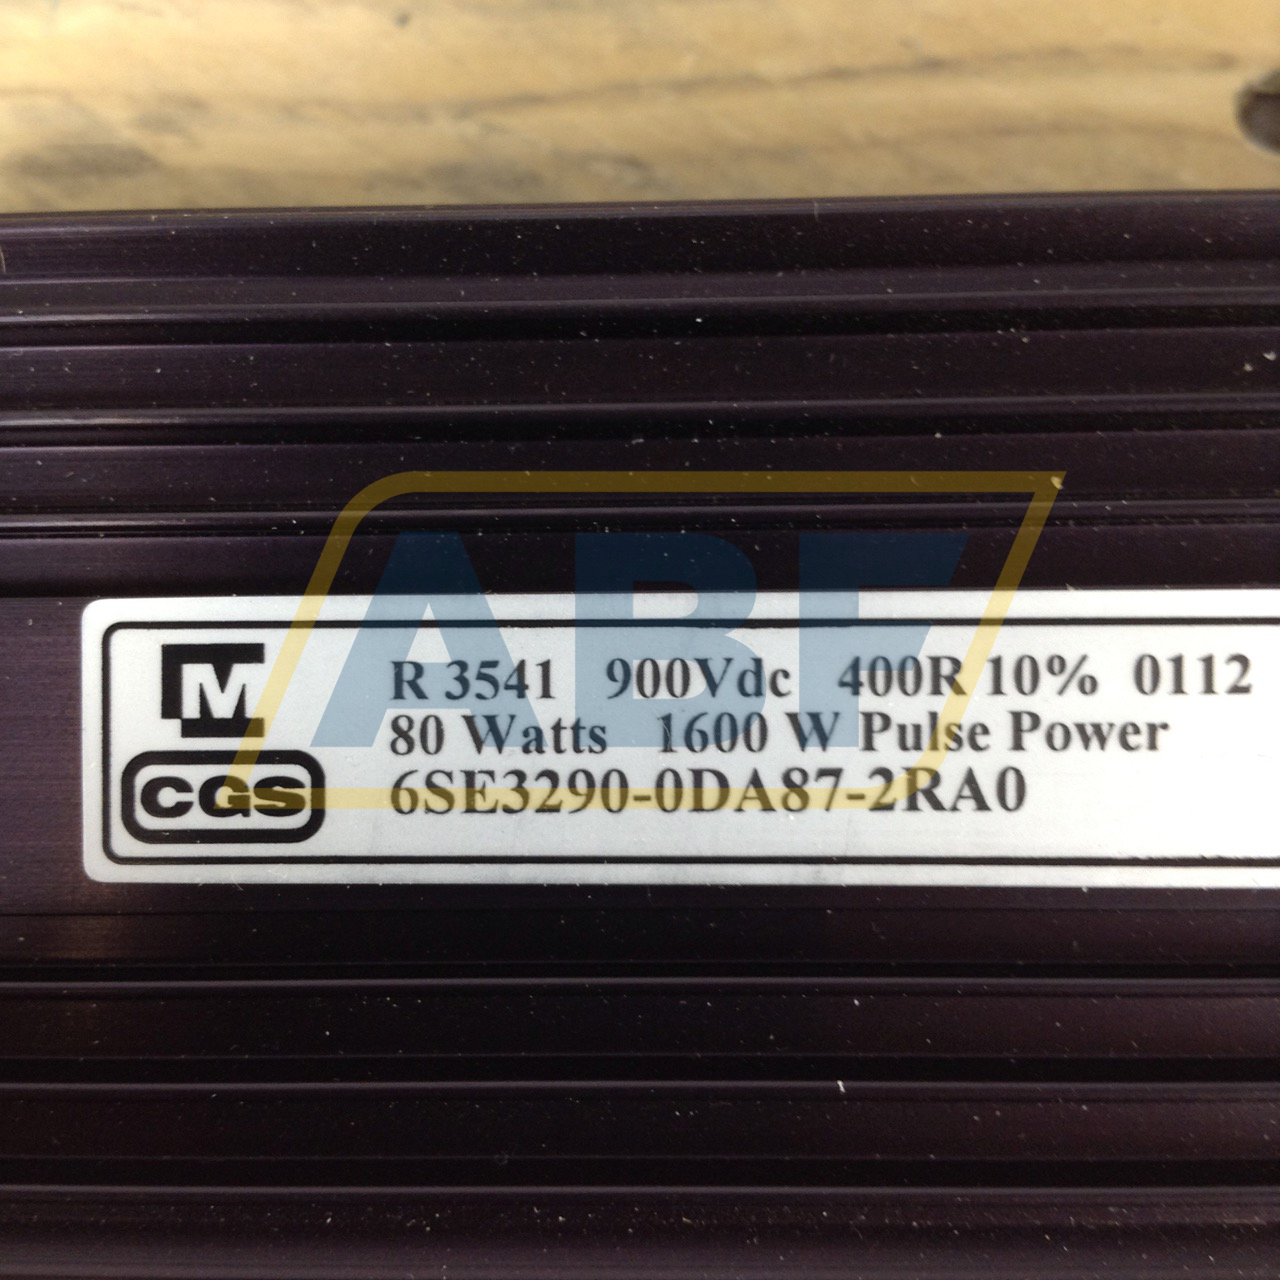 M
CGS
R 3541 900Vdc 400R 10% 0112
80 Watts 1600 W Pulse Power
6SE3290-0DA87-2RA0
ABF